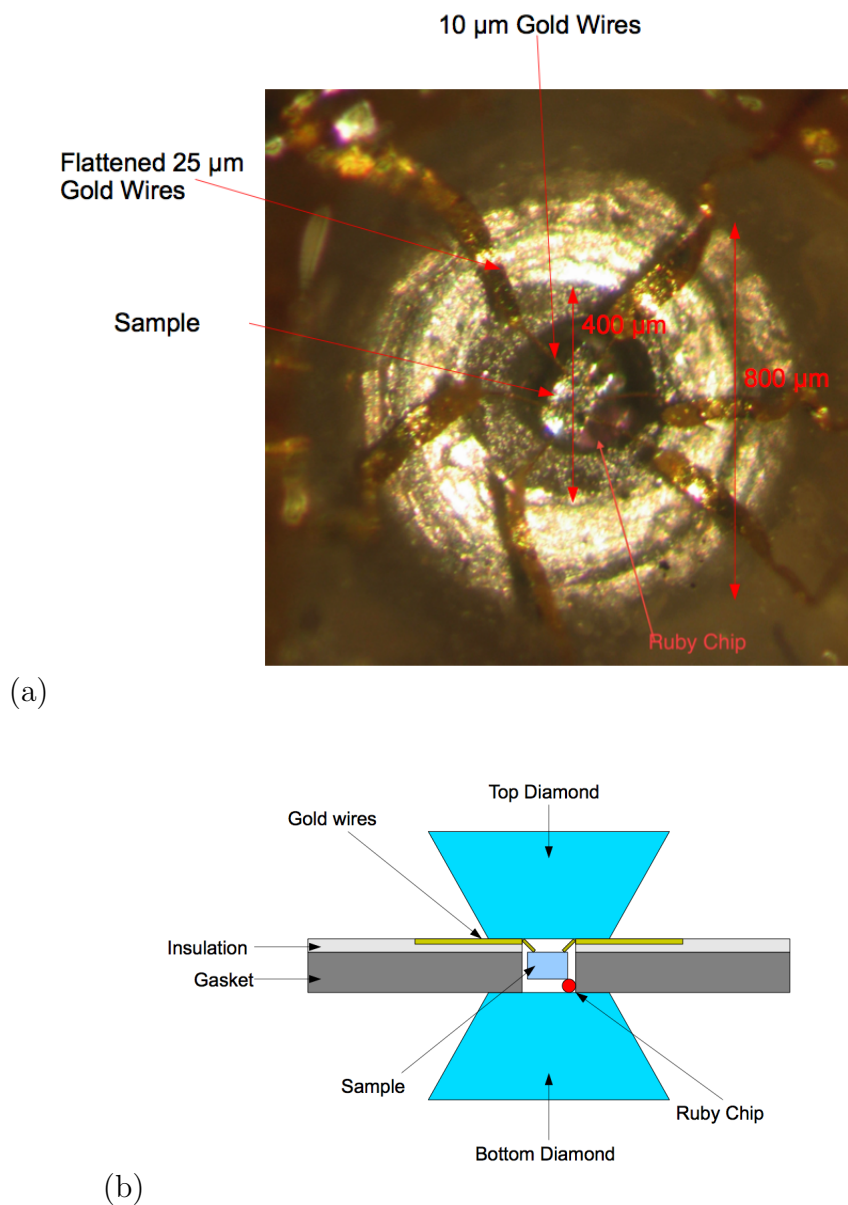 10 µm Gold Wires
Flattened 25 µm
Gold Wires
Sample
400 µm
800 µm
Ruby Chip
(a)
Top Diamond
Gold wires
Insulation
Gasket
Sample
Ruby Chip
Bottom Diamond
(b)